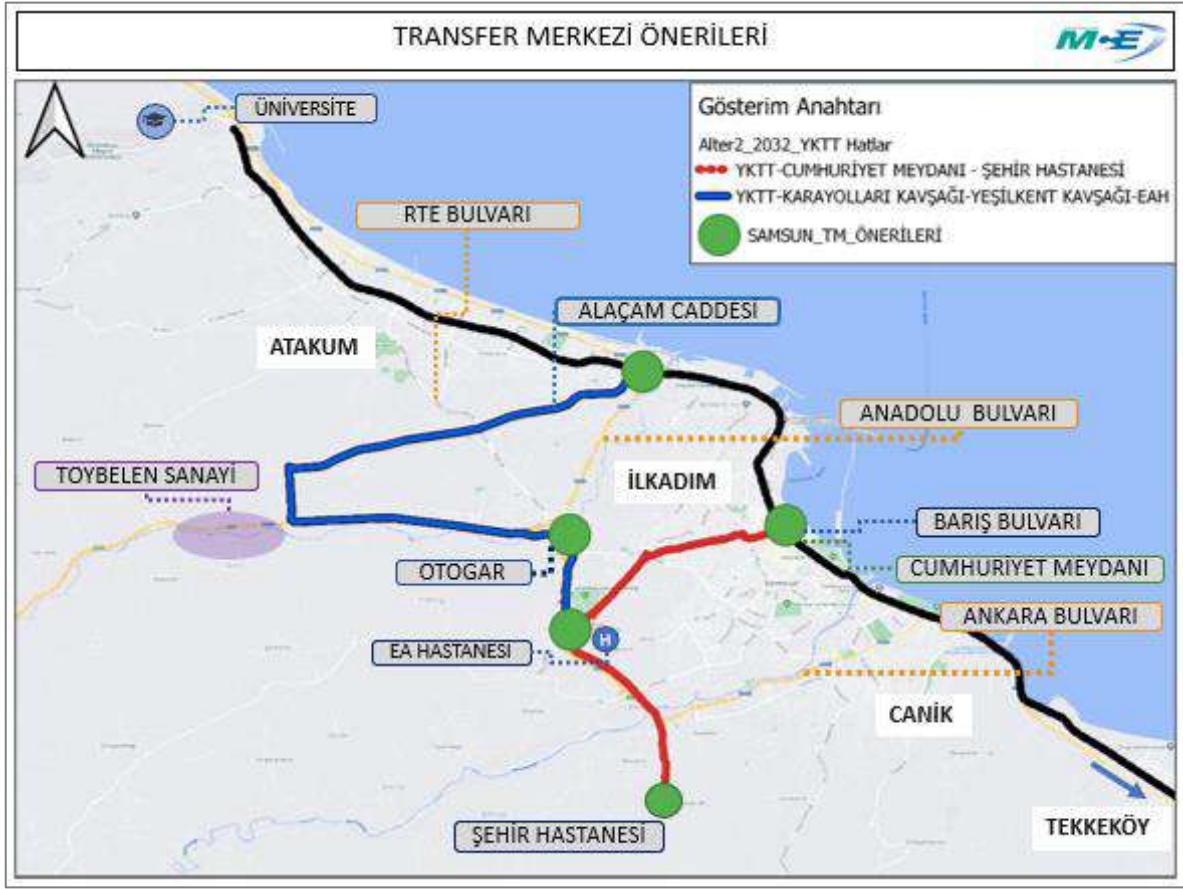 TRANSFER MERKEZİ ÖNERİLERİ
M·E
Gösterim Anahtarı
Alter2_2032_YKTT Hatlar
YKTT-CUMHURİYET MEYDANI - ŞEHİR HASTANESİ
YKTT-KARAYOLLARI KAVŞAĞI-YEŞİLKENT KAVŞAĞI-EAH
SAMSUN_TM_ÖNERİLERİ
ÜNİVERSİTE
RTE BULVARI
ALAÇAM CADDESİ
ATAKUM
ANADOLU BULVARI
TOYBELEN SANAYİ
İLKADIM
BARIŞ BULVARI
OTOGAR
CUMHURİYET MEYDANI
ANKARA BULVARI
EA HASTANESİ
H
CANİK
ŞEHİR HASTANESİ
TEKKEKÖY